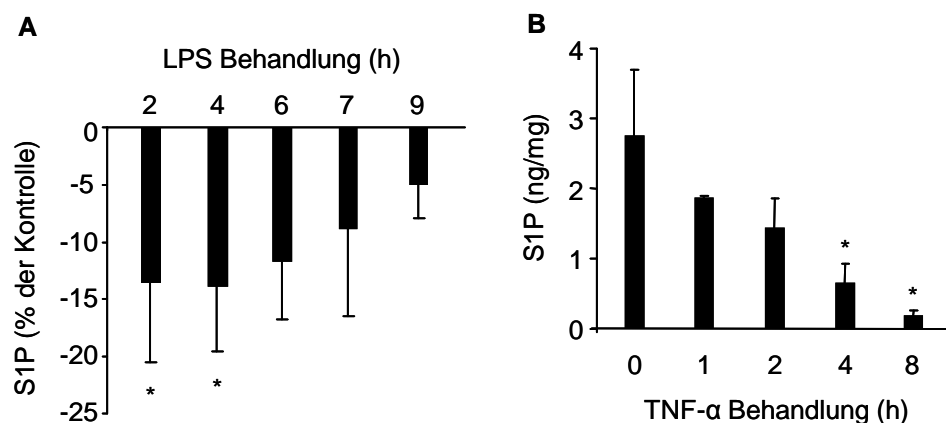 A
LPS Behandlung (h)
2 4 6 7 9
0
-5
-10
-15
-20
-25
S1P (% der Kontrolle)
* *
B
4
3
2
1
0
S1P (ng/mg)
* *
0 1 2 4 8
TNF-α Behandlung (h)